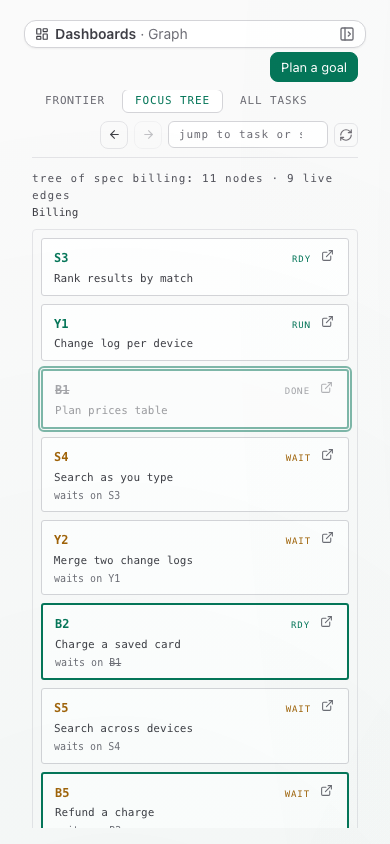 Dashboards · Graph
Plan a goal
FRONTIER FOCUS TREE ALL TASKS
jump to task or s
tree of spec billing: 11 nodes · 9 live
edges
Billing
S3 RDY
Rank results by match
Y1 RUN
Change log per device
B1 DONE
Plan prices table
S4 WAIT
Search as you type
waits on S3
Y2 WAIT
Merge two change logs
waits on Y1
B2 RDY
Charge a saved card
waits on B1
S5 WAIT
Search across devices
waits on S4
B5 WAIT
Refund a charge